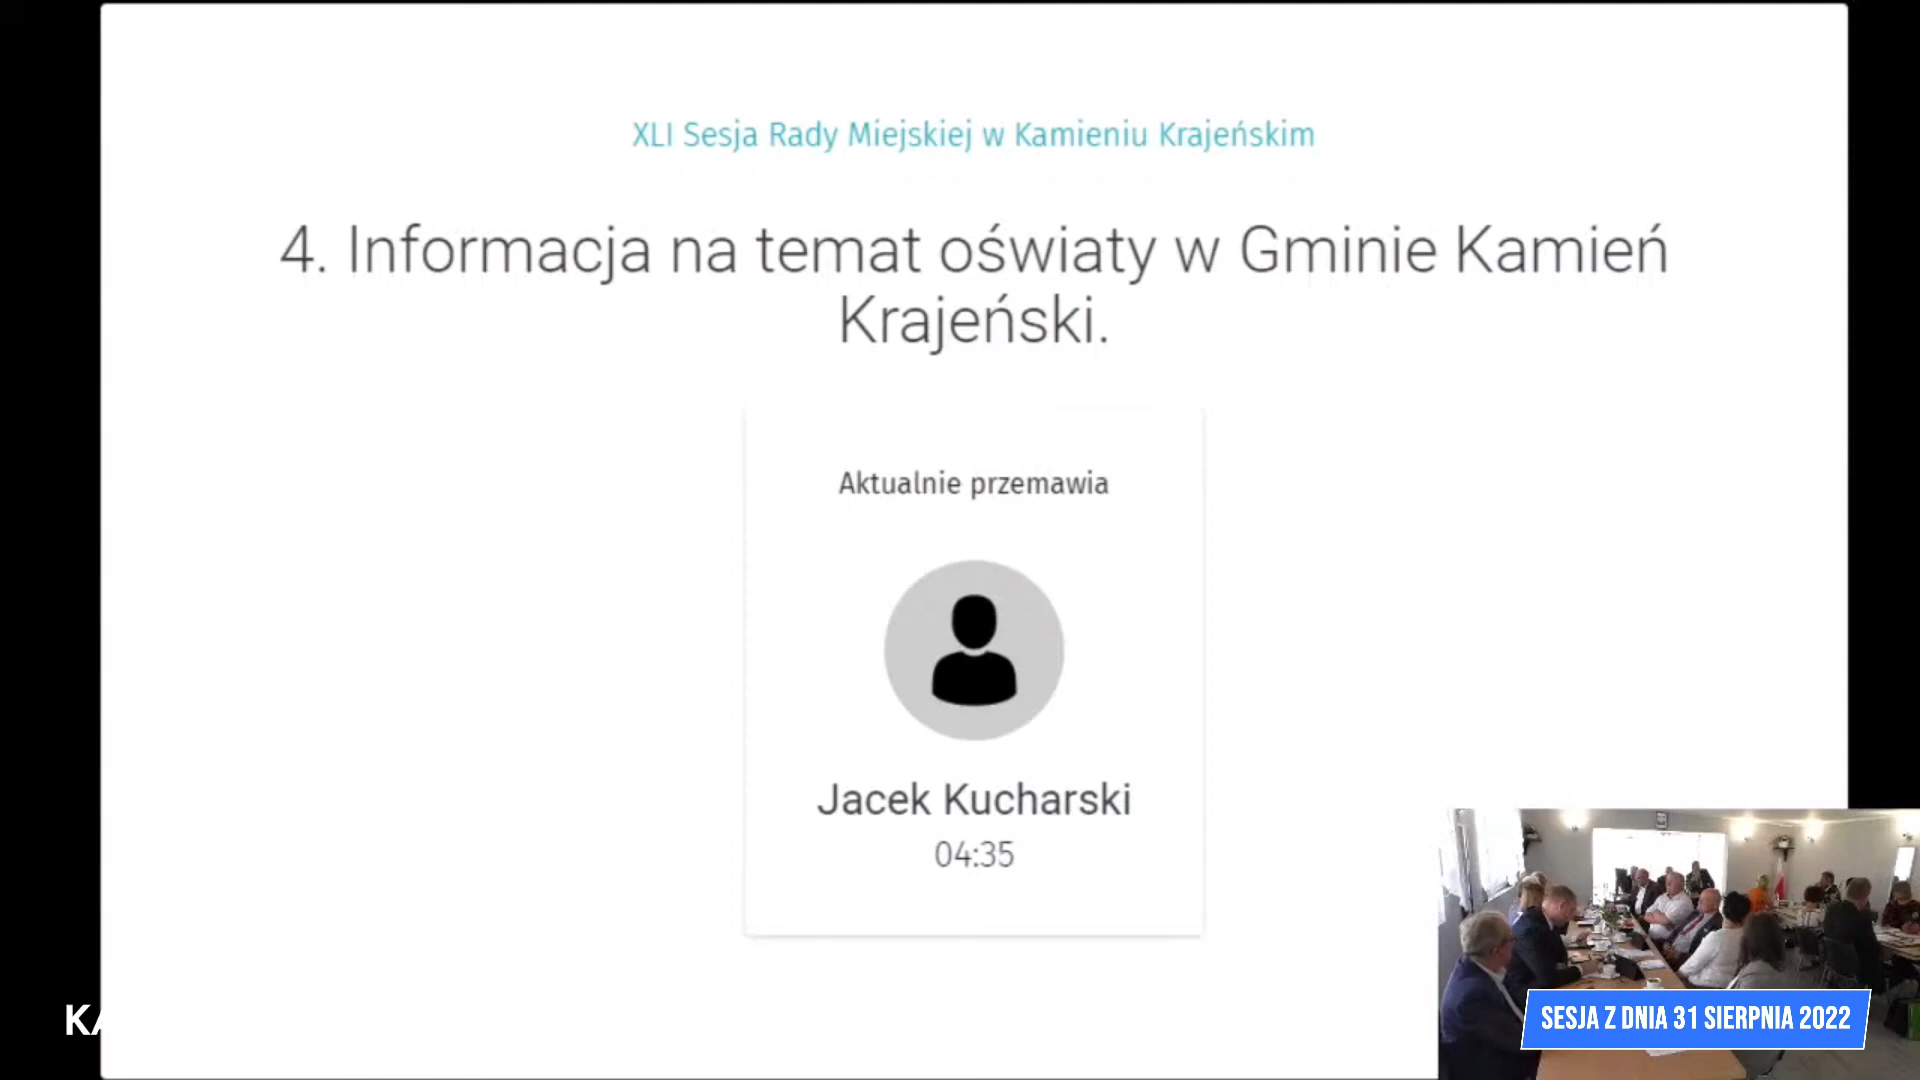 XLI Sesja Rady Miejskiej w Kamieniu Krajeńskim
4. Informacja na temat oświaty w Gminie Kamień
Krajeński.
Aktualnie przemawia
Jacek Kucharski
04:35
KA
SESJA Z DNIA 31 SIERPNIA 2022